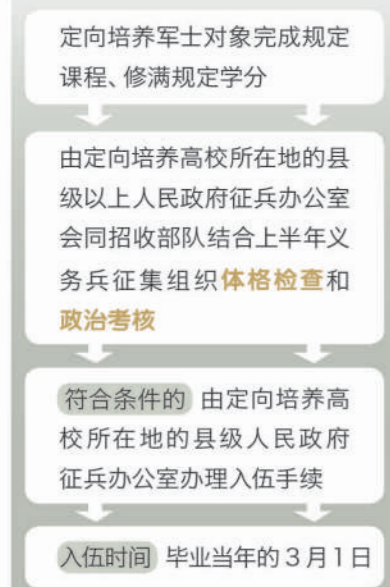 定向培养军士对象完成规定
课程、修满规定学分
由定向培养高校所在地的县
级以上人民政府征兵办公室
会同招收部队结合上半年义
务兵征集组织体格检查和
政治考核
符合条件的 由定向培养高
校所在地的县级人民政府
征兵办公室办理入伍手续
入伍时间 毕业当年的3月1日